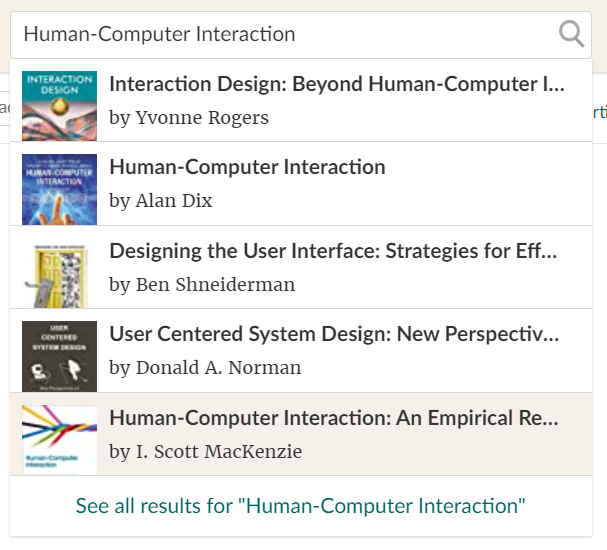 Human-Computer Interaction
INTERACTION
DESIGN
Interaction Design: Beyond Human-Computer I...
by Yvonne Rogers
HUMAN-COMPUTER
INTERACTION
Human-Computer Interaction
by Alan Dix
Designing the User Interface: Strategies for Eff...
by Ben Shneiderman
USER
CENTERED
SYSTEM DESIGN
User Centered System Design: New Perspectiv...
by Donald A. Norman
Human-Computer
Interaction
Human-Computer Interaction: An Empirical Re...
by I. Scott MacKenzie
See all results for "Human-Computer Interaction"